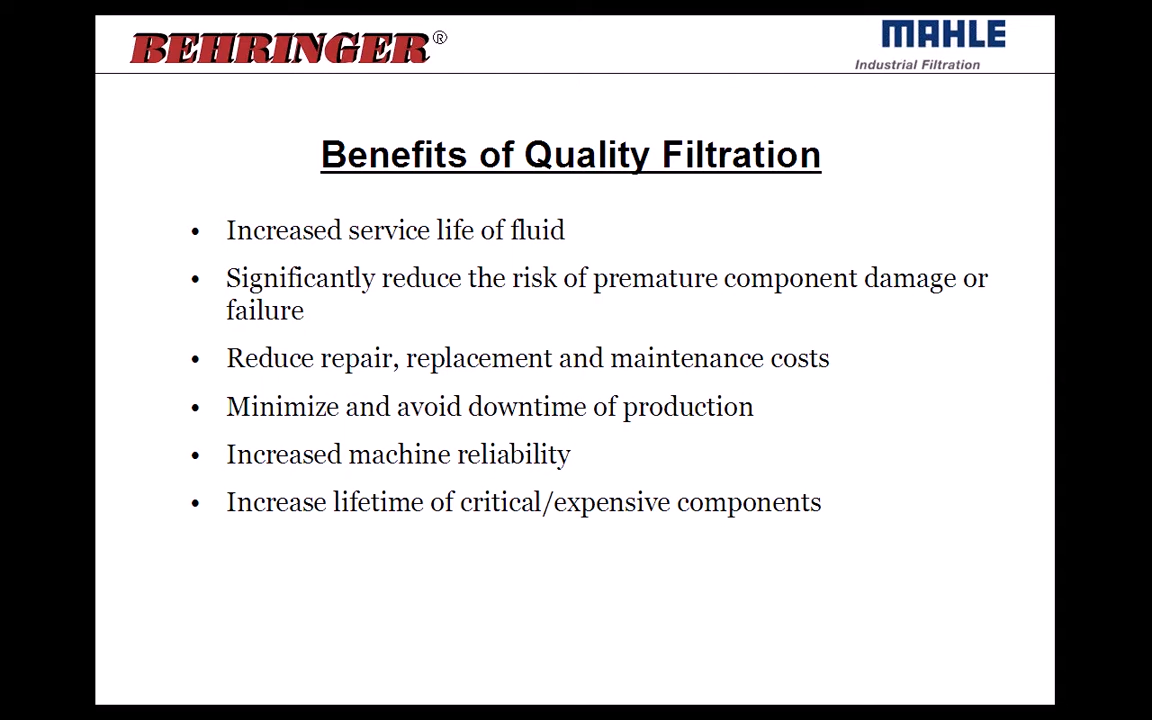 BEHRINGER®
MAHLE
Industrial Filtration
Benefits of Quality Filtration
• Increased service life of fluid
• Significantly reduce the risk of premature component damage or
failure
• Reduce repair, replacement and maintenance costs
• Minimize and avoid downtime of production
• Increased machine reliability
• Increase lifetime of critical/expensive components